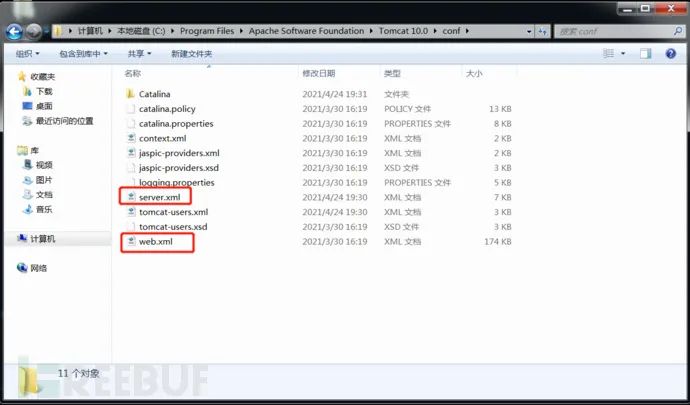 计算机 ▸ 本地磁盘 (C:) ▸ Program Files ▸ Apache Software Foundation ▸ Tomcat 10.0 ▸ conf ▸
搜索 conf
组织 包含到库中 共享 新建文件夹
收藏夹
下载
桌面
最近访问的位置
库
视频
图片
文档
音乐
计算机
网络
名称 修改日期 类型 大小
Catalina 2021/4/24 19:31 文件夹
catalina.policy 2021/3/30 16:19 POLICY 文件 13 KB
catalina.properties 2021/3/30 16:19 PROPERTIES 文件 8 KB
context.xml 2021/3/30 16:19 XML 文档 2 KB
jaspic-providers.xml 2021/3/30 16:19 XML 文档 2 KB
jaspic-providers.xsd 2021/3/30 16:19 XSD 文件 3 KB
logging.properties 2021/3/30 16:19 PROPERTIES 文件 5 KB
server.xml 2021/4/24 19:30 XML 文档 7 KB
tomcat-users.xml 2021/4/24 19:30 XML 文档 3 KB
tomcat-users.xsd 2021/3/30 16:19 XSD 文件 3 KB
web.xml 2021/3/30 16:19 XML 文档 174 KB
11 个对象
FREEBUF